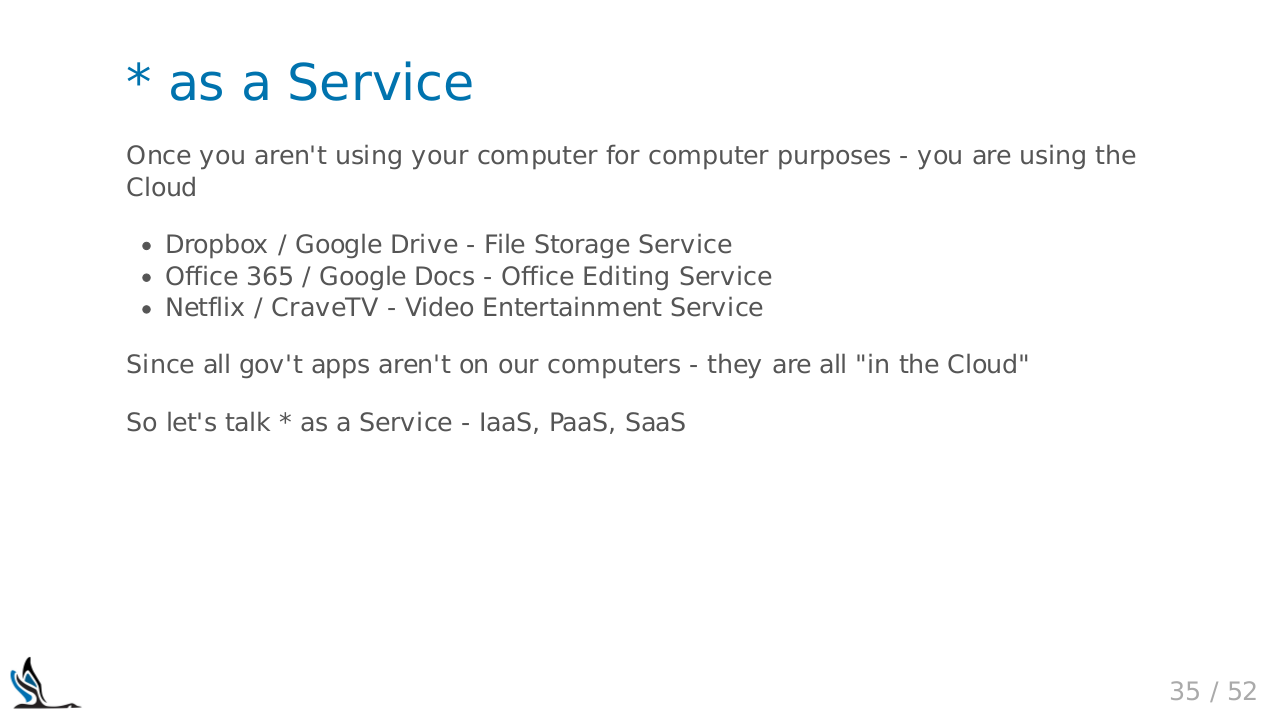 * as a Service
Once you aren't using your computer for computer purposes - you are using the
Cloud
• Dropbox / Google Drive - File Storage Service
• Office 365 / Google Docs - Office Editing Service
• Netflix / CraveTV - Video Entertainment Service
Since all gov't apps aren't on our computers - they are all "in the Cloud"
So let's talk * as a Service - IaaS, PaaS, SaaS
35 / 52